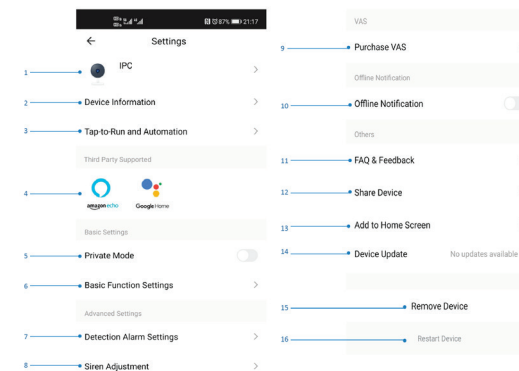 87% 21:17
Settings
1 IPC
2 Device Information
3 Tap-to-Run and Automation
Third Party Supported
4
amazon echo Google Home
Basic Settings
5 Private Mode
6 Basic Function Settings
Advanced Settings
7 Detection Alarm Settings
8 Siren Adjustment
VAS
9 Purchase VAS
Offline Notification
10 Offline Notification
Others
11 FAQ & Feedback
12 Share Device
13 Add to Home Screen
14 Device Update No updates available
15 Remove Device
16 Restart Device